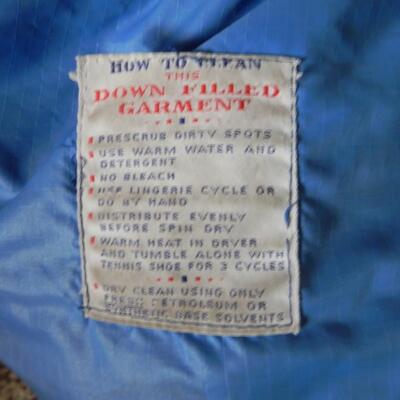 HOW TO CLEAN
THIS
DOWN FILLED
GARMENT
PRESCRUB DIRTY SPOTS
USE WARM WATER AND
DETERGENT
NO BLEACH
USE LINGERIE CYCLE OR
DO BY HAND
DISTRIBUTE EVENLY
BEFORE SPIN DRY
WARM HEAT IN DRYER
AND TUMBLE ALONE WITH
TENNIS SHOE FOR 3 CYCLES
DRY CLEAN USING ONLY
FRESH PETROLEUM OR
SYNTHETIC BASE SOLVENTS